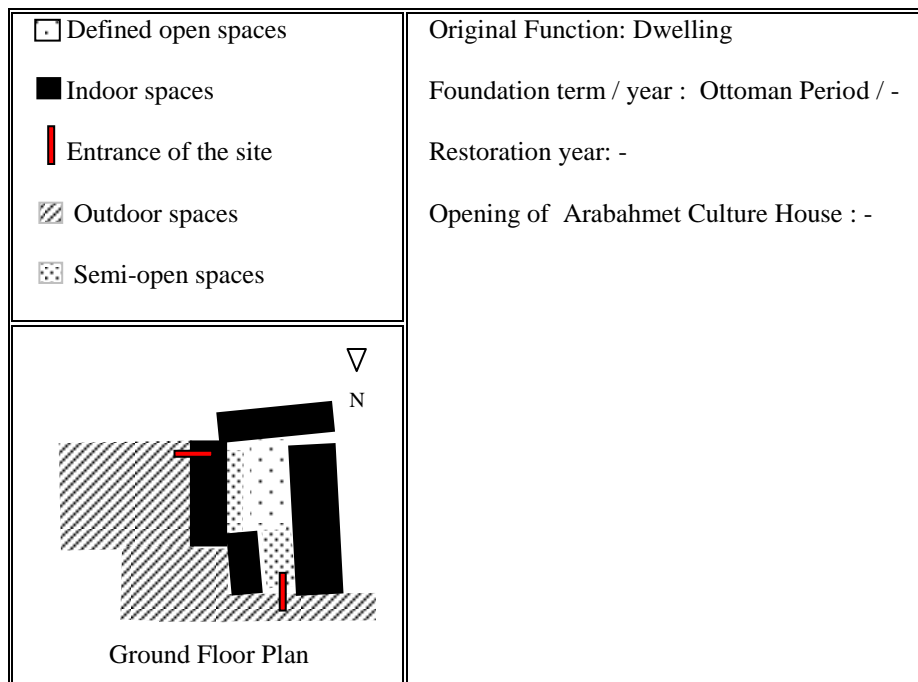 Defined open spaces
Indoor spaces
Entrance of the site
Outdoor spaces
Semi-open spaces
Original Function: Dwelling
Foundation term / year : Ottoman Period / -
Restoration year: -
Opening of Arabahmet Culture House : -
N
Ground Floor Plan